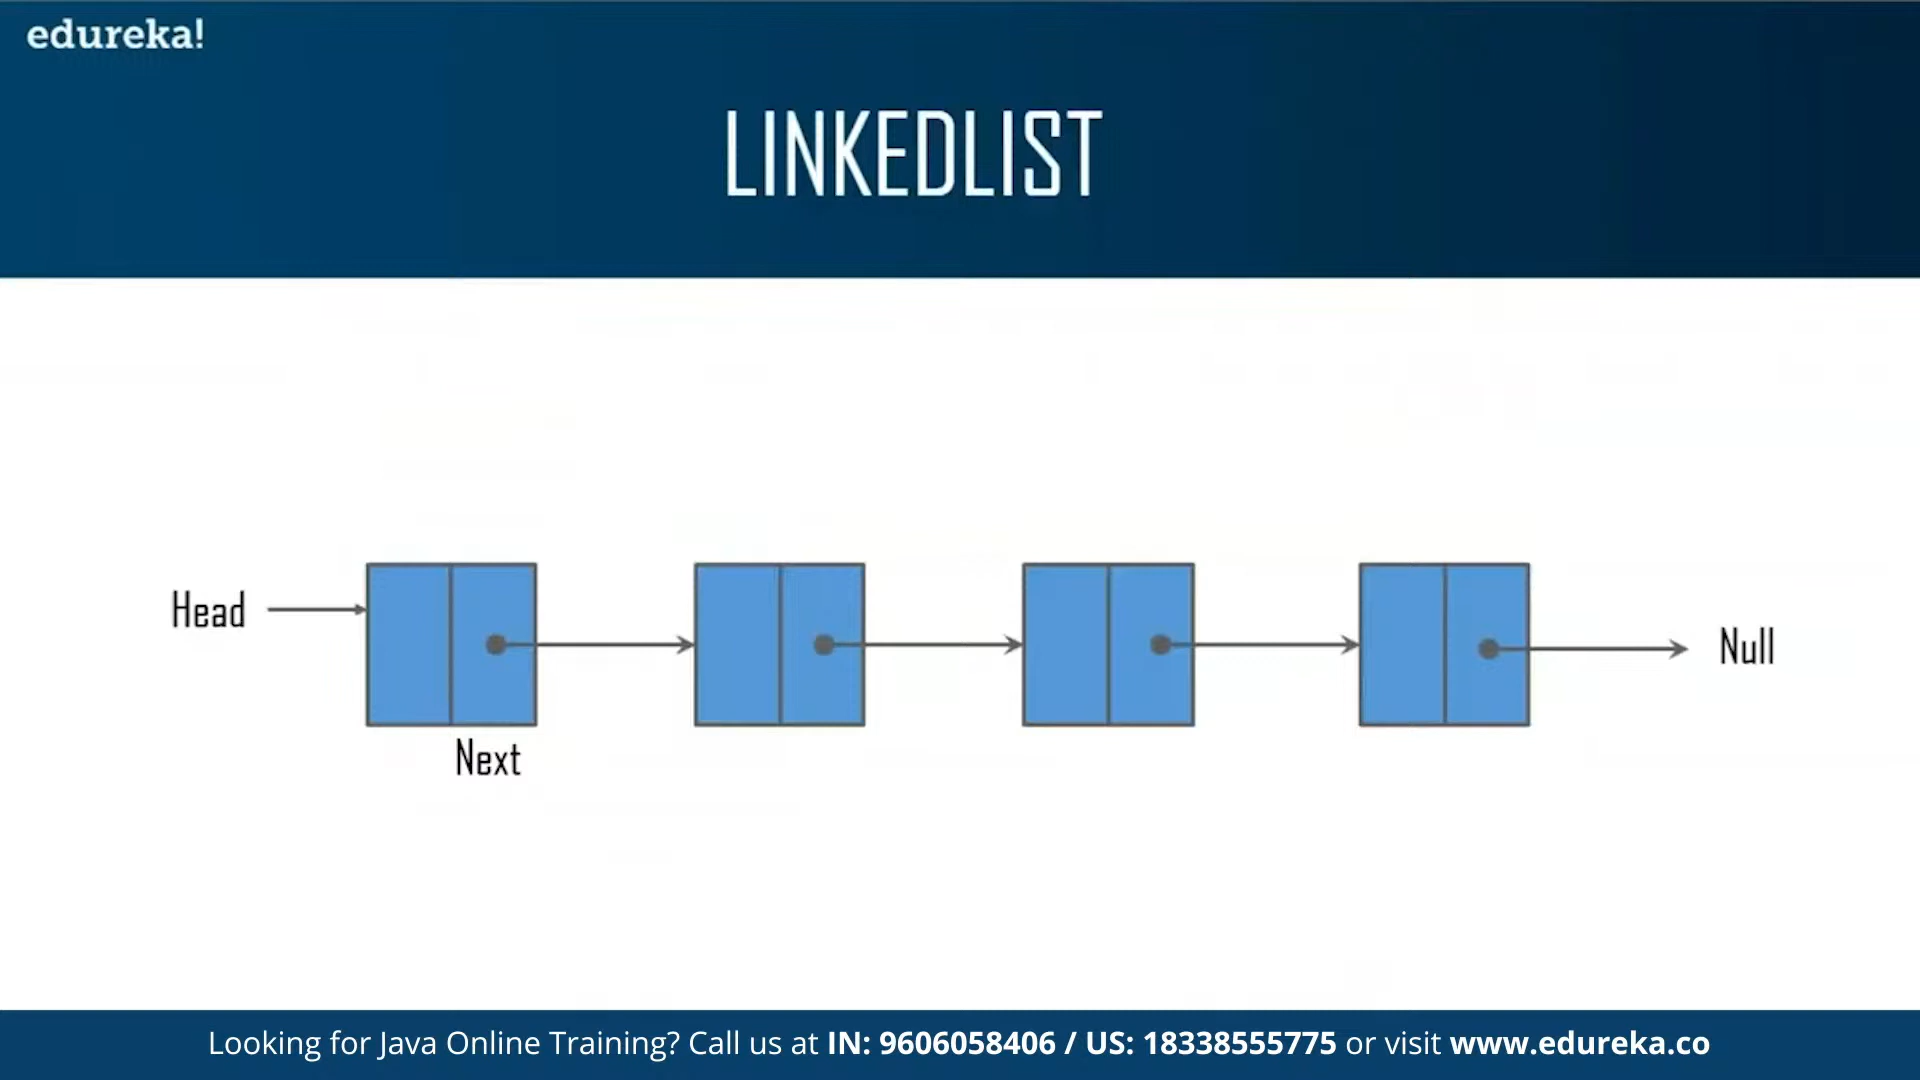 edureka!
LINKEDLIST
Head
Null
Next
Looking for Java Online Training? Call us at IN: 9606058406 / US: 18338555775 or visit www.edureka.co